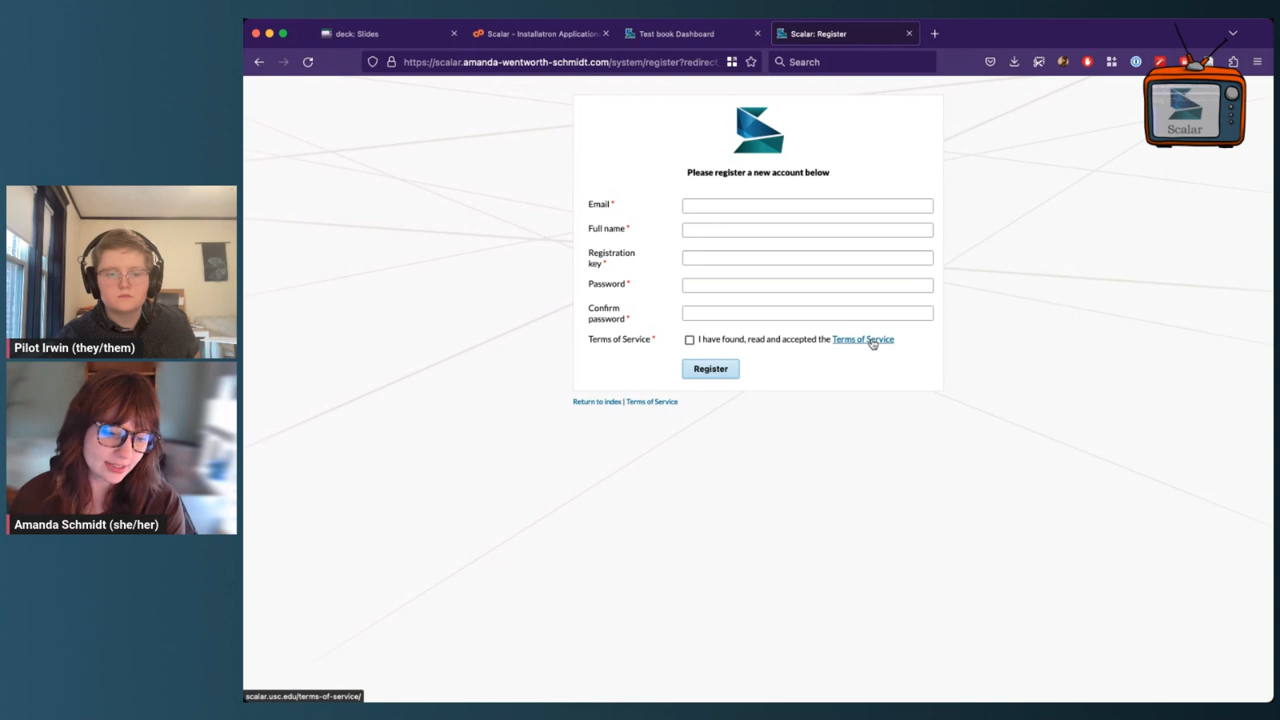 deck: Slides
Scalar - Installatron Application
Test book Dashboard
Scalar: Register
https://scalar.amanda-wentworth-schmidt.com/system/register?redirect_
Search
Scalar
Please register a new account below
Email *
Full name *
Registration
key *
Password *
Confirm
password *
Terms of Service *
I have found, read and accepted the Terms of Service
Register
Return to index | Terms of Service
Pilot Irwin (they/them)
Amanda Schmidt (she/her)
scalar.usc.edu/terms-of-service/